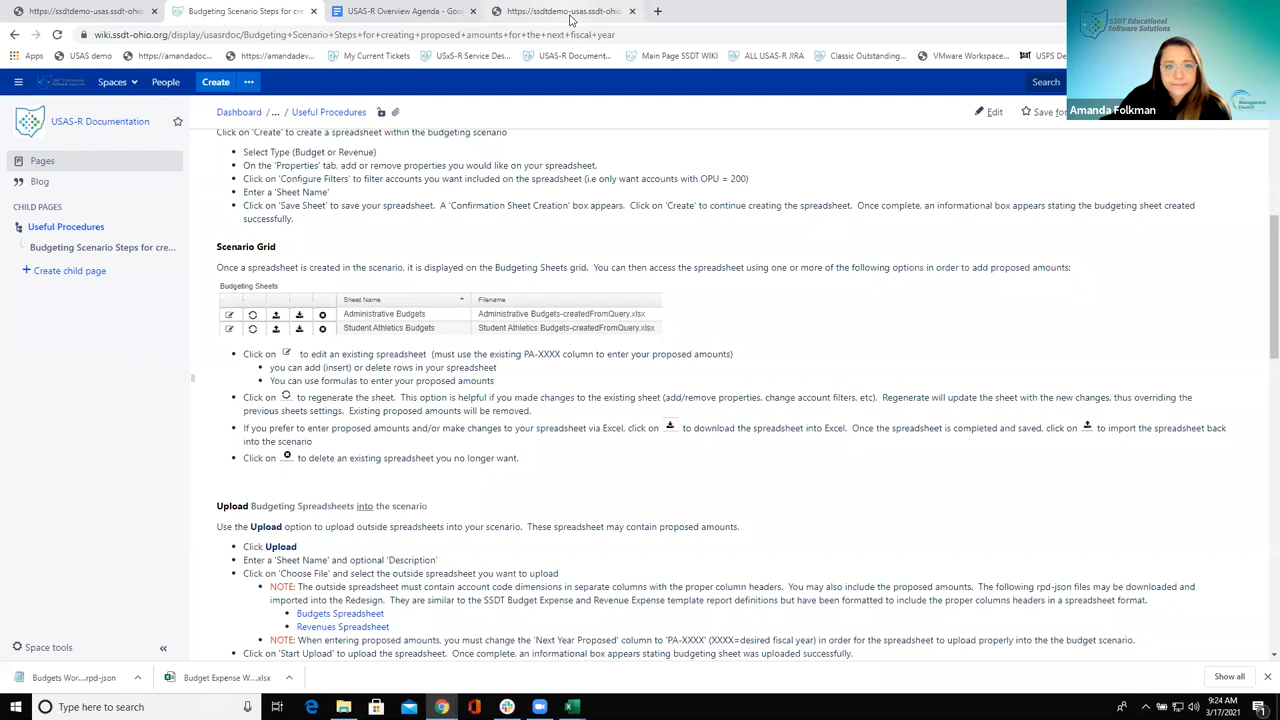 https://ssdtdemo-usas.ssdt-ohio
Budgeting Scenario Steps for cre
USAS-R Overview Agenda - Goo
https://ssdtdemo-usas.ssdt-ohio
wiki.ssdt-ohio.org/display/usasrdoc/Budgeting+Scenario+Steps+for+creating+proposed+amounts+for+the+next+fiscal+year
Apps
USAS demo
https://amandadoc...
https://amandadev...
My Current Tickets
USxS-R Service Des...
USAS-R Document...
Main Page SSDT WIKI
ALL USAS-R JIRA
Classic Outstanding...
VMware Workspace...
USPS De
SSDT Educational
Software Solutions
Management
Council
Amanda Folkman
Spaces
People
Create
Search
USAS-R Documentation
Pages
Blog
CHILD PAGES
Useful Procedures
Budgeting Scenario Steps for cre...
+ Create child page
Space tools
Dashboard / ... / Useful Procedures
Edit
Save for
Click on 'Create' to create a spreadsheet within the budgeting scenario
Select Type (Budget or Revenue)
On the 'Properties' tab, add or remove properties you would like on your spreadsheet.
Click on 'Configure Filters' to filter accounts you want included on the spreadsheet (i.e only want accounts with OPU = 200)
Enter a 'Sheet Name'
Click on 'Save Sheet' to save your spreadsheet. A 'Confirmation Sheet Creation' box appears. Click on 'Create' to continue creating the spreadsheet. Once complete, an informational box appears stating the budgeting sheet created
successfully.
Scenario Grid
Once a spreadsheet is created in the scenario, it is displayed on the Budgeting Sheets grid. You can then access the spreadsheet using one or more of the following options in order to add proposed amounts:
Budgeting Sheets
Sheet Name Filename
Administrative Budgets Administrative Budgets-createdFromQuery.xlsx
Student Athletics Budgets Student Athletics Budgets-createdFromQuery.xlsx
Click on to edit an existing spreadsheet (must use the existing PA-XXXX column to enter your proposed amounts)
you can add (insert) or delete rows in your spreadsheet
You can use formulas to enter your proposed amounts
Click on to regenerate the sheet. This option is helpful if you made changes to the existing sheet (add/remove properties, change account filters, etc). Regenerate will update the sheet with the new changes, thus overriding the
previous sheets settings. Existing proposed amounts will be removed.
If you prefer to enter proposed amounts and/or make changes to your spreadsheet via Excel, click on to download the spreadsheet into Excel. Once the spreadsheet is completed and saved, click on to import the spreadsheet back
into the scenario
Click on to delete an existing spreadsheet you no longer want.
Upload Budgeting Spreadsheets into the scenario
Use the Upload option to upload outside spreadsheets into your scenario. These spreadsheet may contain proposed amounts.
Click Upload
Enter a 'Sheet Name' and optional 'Description'
Click on 'Choose File' and select the outside spreadsheet you want to upload
NOTE: The outside spreadsheet must contain account code dimensions in separate columns with the proper column headers. You may also include the proposed amounts. The following rpd-json files may be downloaded and
imported into the Redesign. They are similar to the SSDT Budget Expense and Revenue Expense template report definitions but have been formatted to include the proper columns headers in a spreadsheet format.
Budgets Spreadsheet
Revenues Spreadsheet
NOTE: When entering proposed amounts, you must change the 'Next Year Proposed' column to 'PA-XXXX' (XXXX=desired fiscal year) in order for the spreadsheet to upload properly into the the budget scenario.
Click on 'Start Upload' to upload the spreadsheet. Once complete, an informational box appears stating budgeting sheet was uploaded successfully.
Budgets Wor....rpd-json
Budget Expense W....xlsx
Show all
Type here to search
9:24 AM
3/17/2021